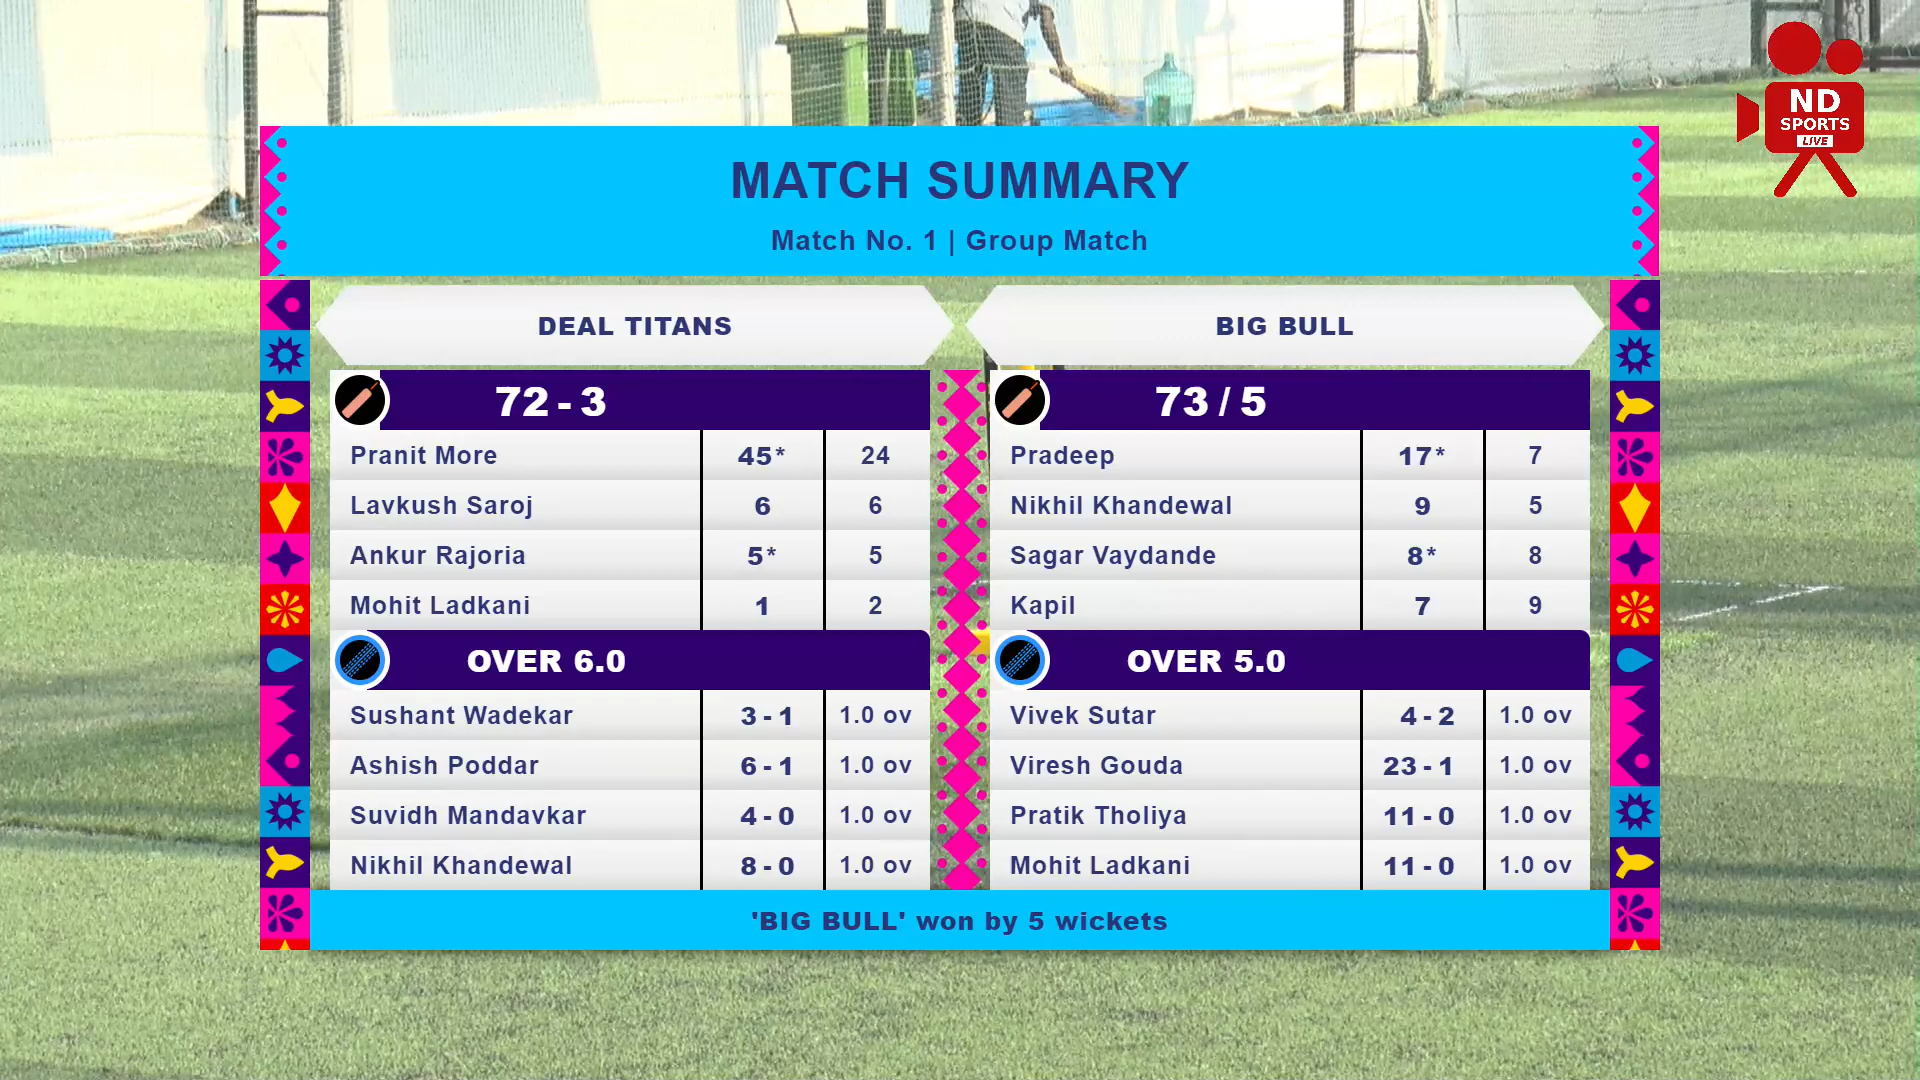 ND
SPORTS
LIVE
MATCH SUMMARY
Match No. 1 | Group Match
DEAL TITANS
72 - 3
Pranit More 45* 24
Lavkush Saroj 6 6
Ankur Rajoria 5* 5
Mohit Ladkani 1 2
OVER 6.0
Sushant Wadekar 3 - 1 1.0 ov
Ashish Poddar 6 - 1 1.0 ov
Suvidh Mandavkar 4 - 0 1.0 ov
Nikhil Khandewal 8 - 0 1.0 ov
BIG BULL
73 / 5
Pradeep 17* 7
Nikhil Khandewal 9 5
Sagar Vaydande 8* 8
Kapil 7 9
OVER 5.0
Vivek Sutar 4 - 2 1.0 ov
Viresh Gouda 23 - 1 1.0 ov
Pratik Tholiya 11 - 0 1.0 ov
Mohit Ladkani 11 - 0 1.0 ov
'BIG BULL' won by 5 wickets